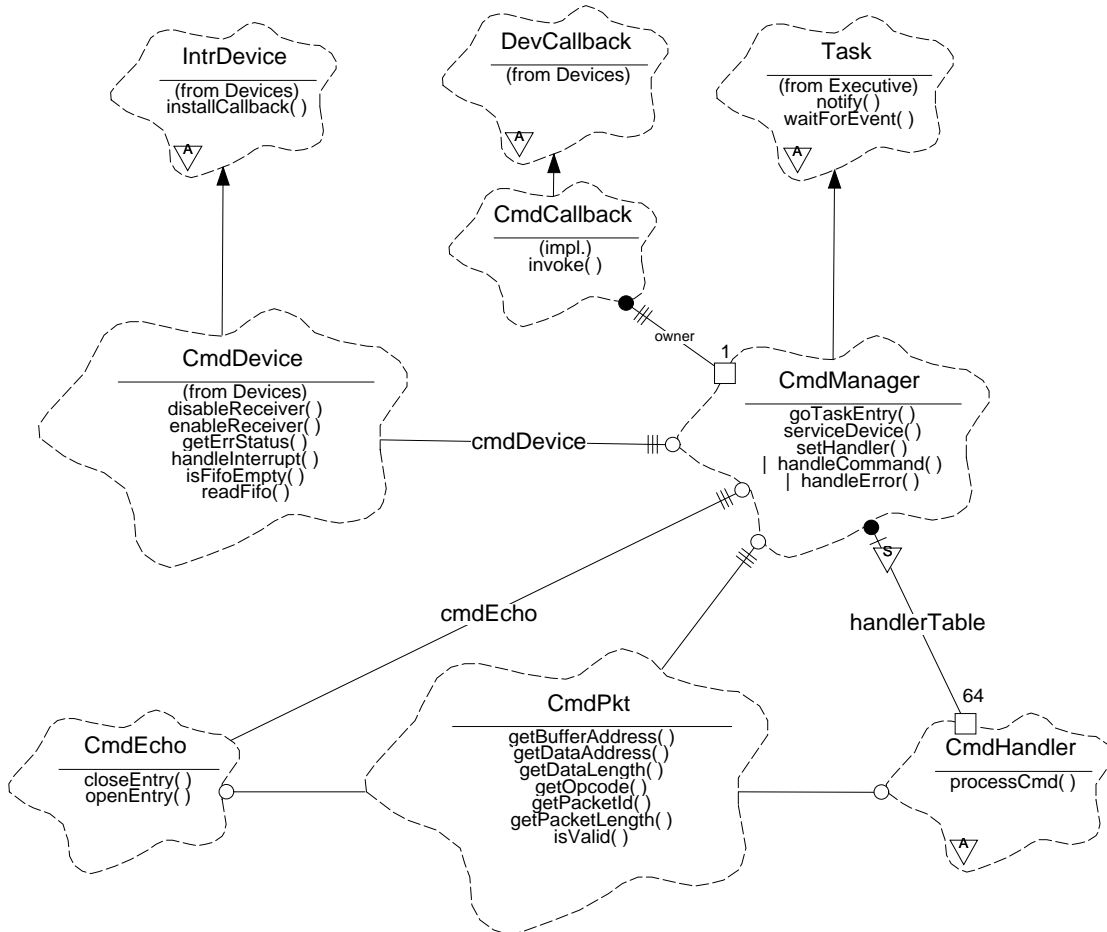 IntrDevice
(from Devices)
installCallback( )
A
DevCallback
(from Devices)
A
Task
(from Executive)
notify( )
waitForEvent( )
A
CmdCallback
(impl.)
invoke( )
owner
1
CmdDevice
(from Devices)
disableReceiver( )
enableReceiver( )
getErrStatus( )
handleInterrupt( )
isFifoEmpty( )
readFifo( )
cmdDevice
CmdManager
goTaskEntry( )
serviceDevice( )
setHandler( )
| handleCommand( )
| handleError( )
S
cmdEcho
handlerTable
64
CmdEcho
closeEntry( )
openEntry( )
CmdPkt
getBufferAddress( )
getDataAddress( )
getDataLength( )
getOpcode( )
getPacketId( )
getPacketLength( )
isValid( )
CmdHandler
processCmd( )
A